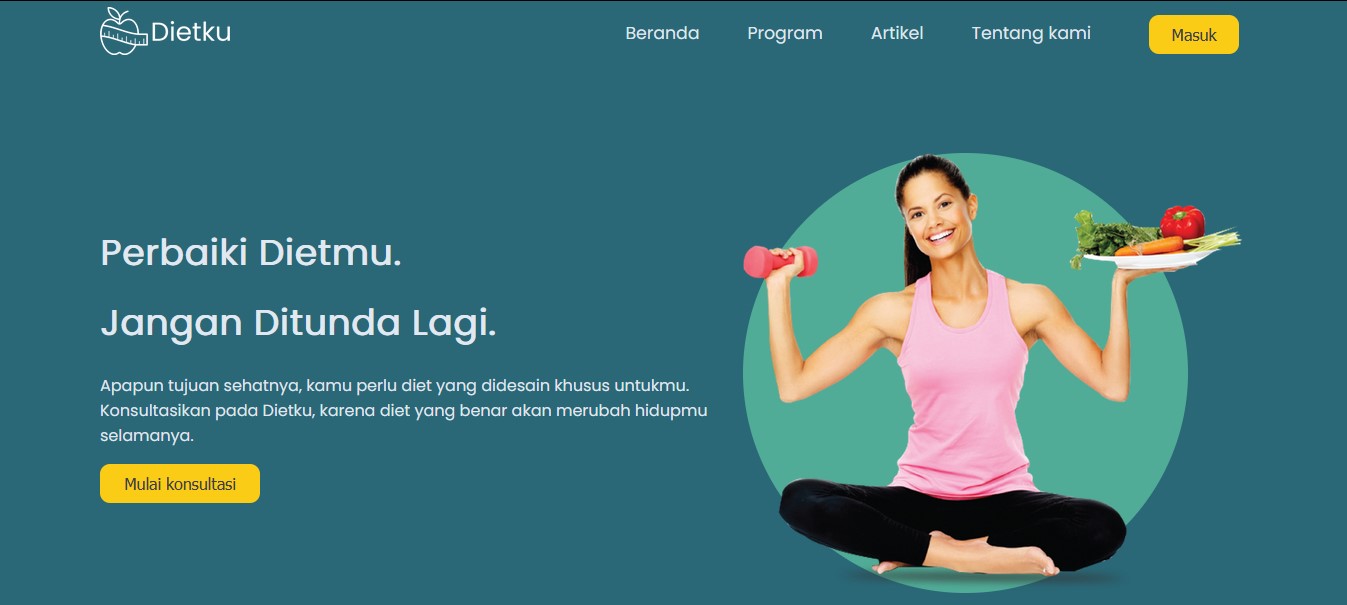 Dietku
Beranda
Program
Artikel
Tentang kami
Masuk
Perbaiki Dietmu.
Jangan Ditunda Lagi.
Apapun tujuan sehatnya, kamu perlu diet yang didesain khusus untukmu.
Konsultasikan pada Dietku, karena diet yang benar akan merubah hidupmu
selamanya.
Mulai konsultasi